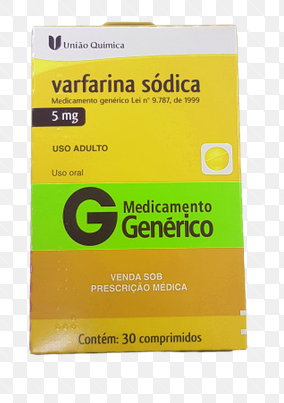 União Química
varfarina sódica
Medicamento genérico Lei nº 9.787, de 1999
5 mg
USO ADULTO
Uso oral
G Medicamento
Genérico
VENDA SOB
PRESCRIÇÃO MÉDICA
Contém: 30 comprimidos